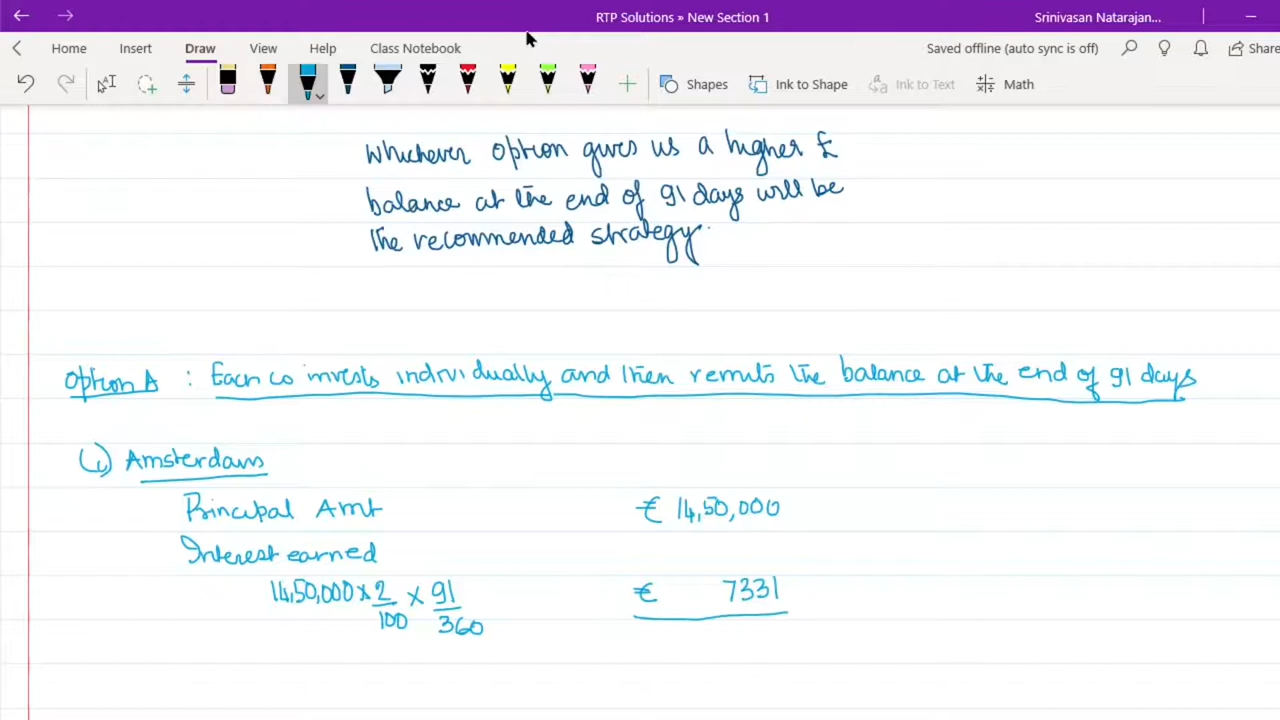 RTP Solutions » New Section 1
Srinivasan Natarajan...
Home Insert Draw View Help Class Notebook
Saved offline (auto sync is off)
Share
Shapes Ink to Shape Ink to Text Math
Whichever option gives us a higher £
balance at the end of 91 days will be
the recommended strategy.
Option A : Each co invests individually and then remits the balance at the end of 91 days
(i) Amsterdam
Principal Amt € 14,50,000
Interest earned
14,50,000 × 2/100 × 91/360 € 7331